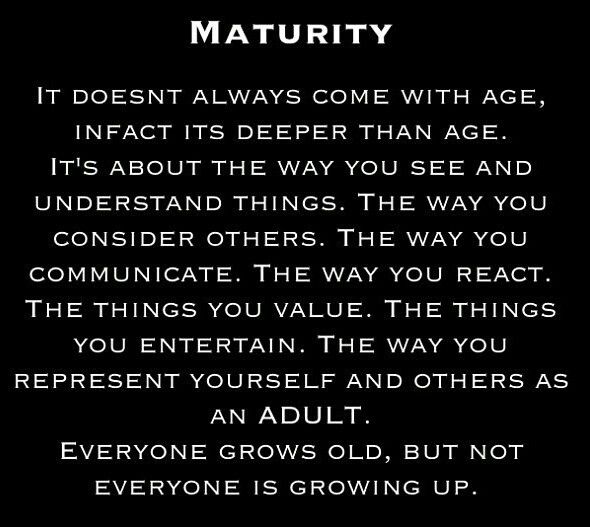 Maturity
It doesnt always come with age,
infact its deeper than age.
It's about the way you see and
understand things. The way you
consider others. The way you
communicate. The way you react.
The things you value. The things
you entertain. The way you
represent yourself and others as
an ADULT.
Everyone grows old, but not
everyone is growing up.